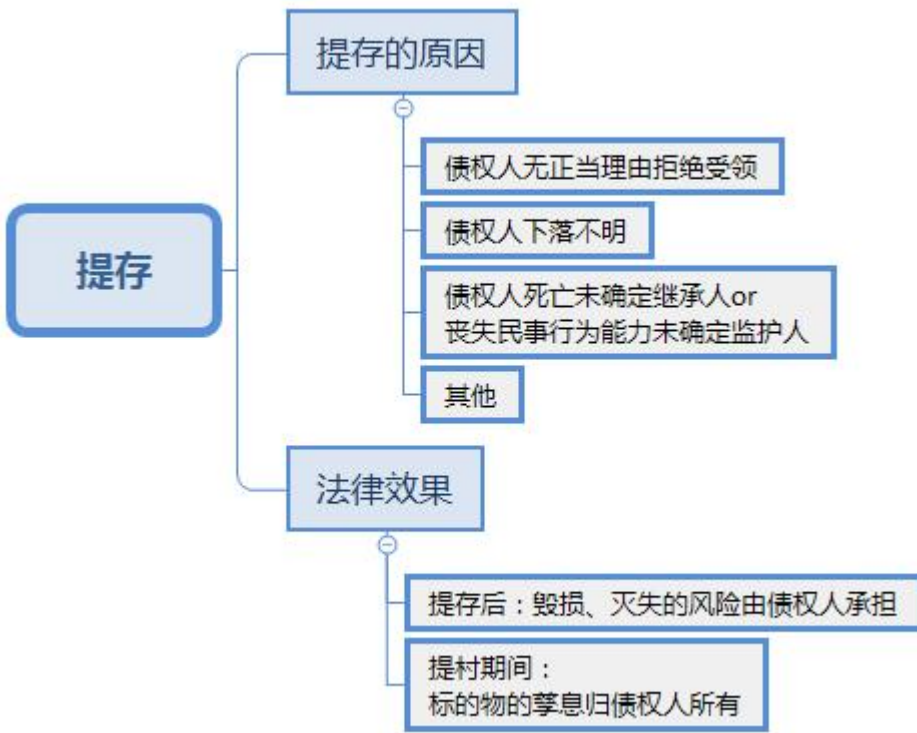 提存
提存的原因
债权人无正当理由拒绝受领
债权人下落不明
债权人死亡未确定继承人or
丧失民事行为能力未确定监护人
其他
法律效果
提存后：毁损、灭失的风险由债权人承担
提村期间：
标的物的孳息归债权人所有